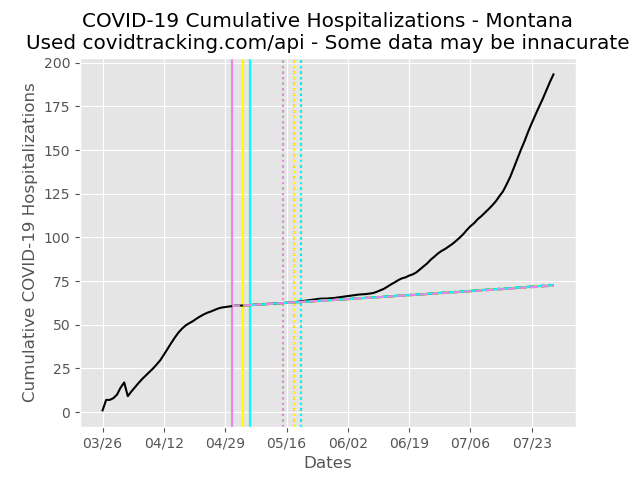 COVID-19 Cumulative Hospitalizations - Montana
Used covidtracking.com/api - Some data may be innacurate
Cumulative COVID-19 Hospitalizations
200
175
150
125
100
75
50
25
0
03/26 04/12 04/29 05/16 06/02 06/19 07/06 07/23
Dates